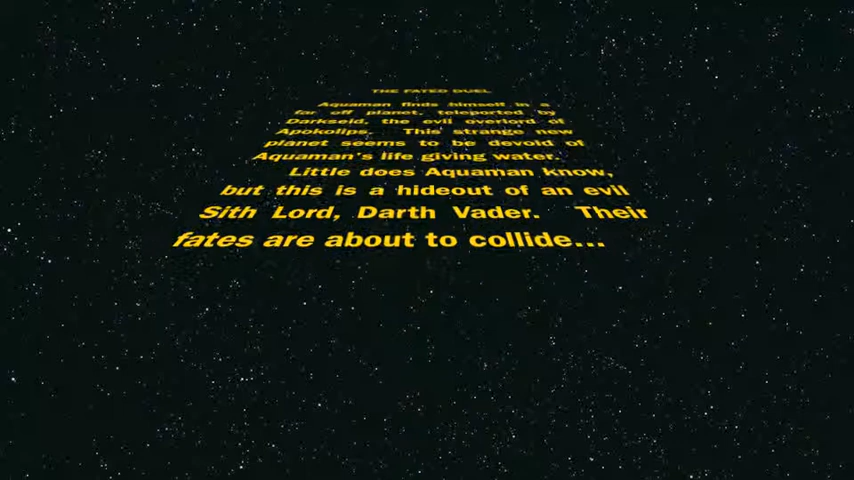 THE FATED DUEL
Aquaman finds himself in a
far off planet, teleported by
Darkseid, the evil overlord of
Apokolips. This strange new
planet seems to be devoid of
Aquaman's life giving water.
Little does Aquaman know,
but this is a hideout of an evil
Sith Lord, Darth Vader. Their
fates are about to collide...